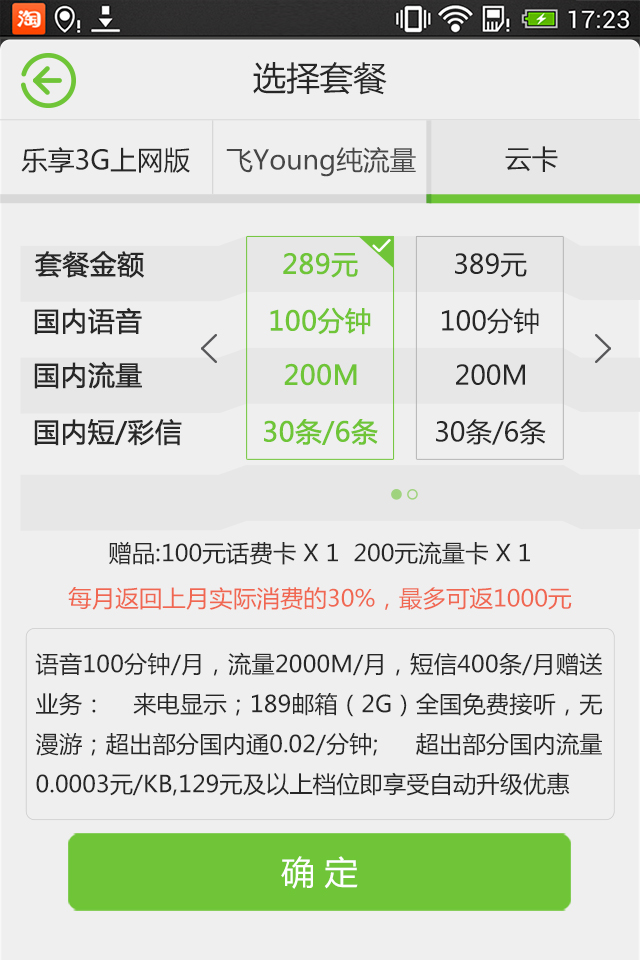 淘 17:23
选择套餐
乐享3G上网版 飞Young纯流量 云卡
套餐金额 289元 389元
国内语音 100分钟 100分钟
国内流量 200M 200M
国内短/彩信 30条/6条 30条/6条
赠品:100元话费卡 X 1 200元流量卡 X 1
每月返回上月实际消费的30%，最多可返1000元
语音100分钟/月，流量2000M/月，短信400条/月赠送
业务： 来电显示；189邮箱（2G）全国免费接听，无
漫游；超出部分国内通0.02/分钟; 超出部分国内流量
0.0003元/KB,129元及以上档位即享受自动升级优惠
确 定